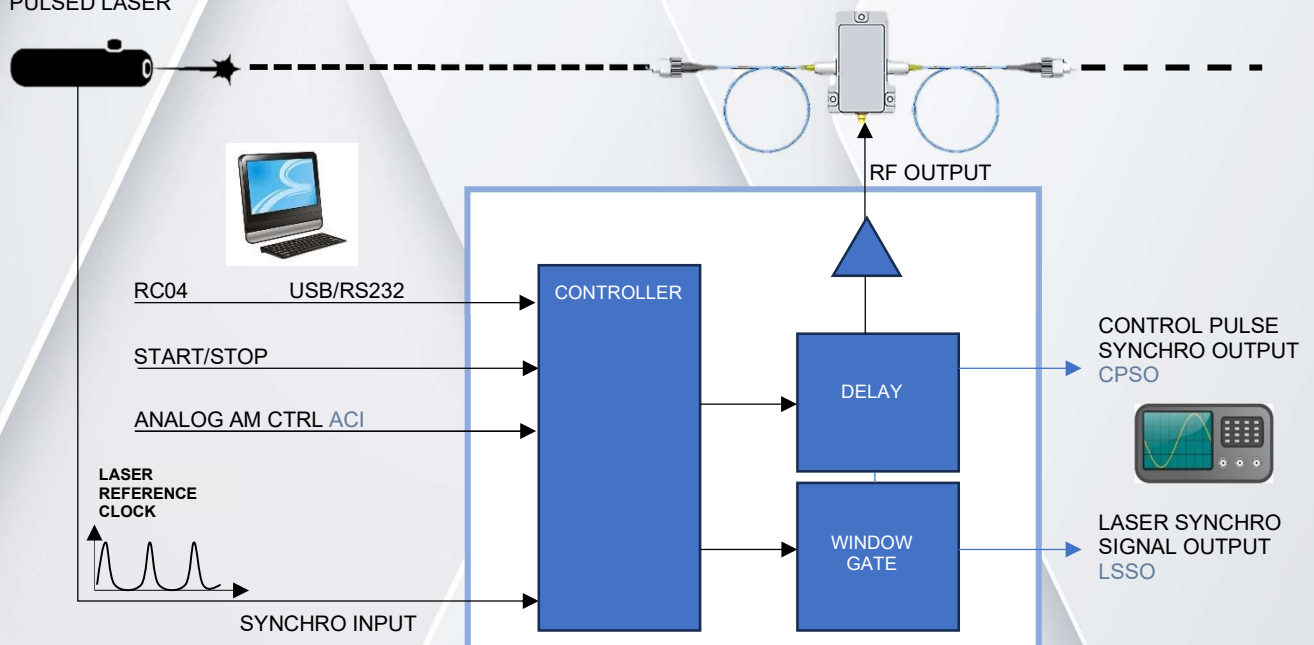 PULSED LASER
RF OUTPUT
RC04 USB/RS232
CONTROLLER
START/STOP
ANALOG AM CTRL ACI
DELAY
CONTROL PULSE
SYNCHRO OUTPUT
CPSO
LASER
REFERENCE
CLOCK
WINDOW
GATE
LASER SYNCHRO
SIGNAL OUTPUT
LSSO
SYNCHRO INPUT